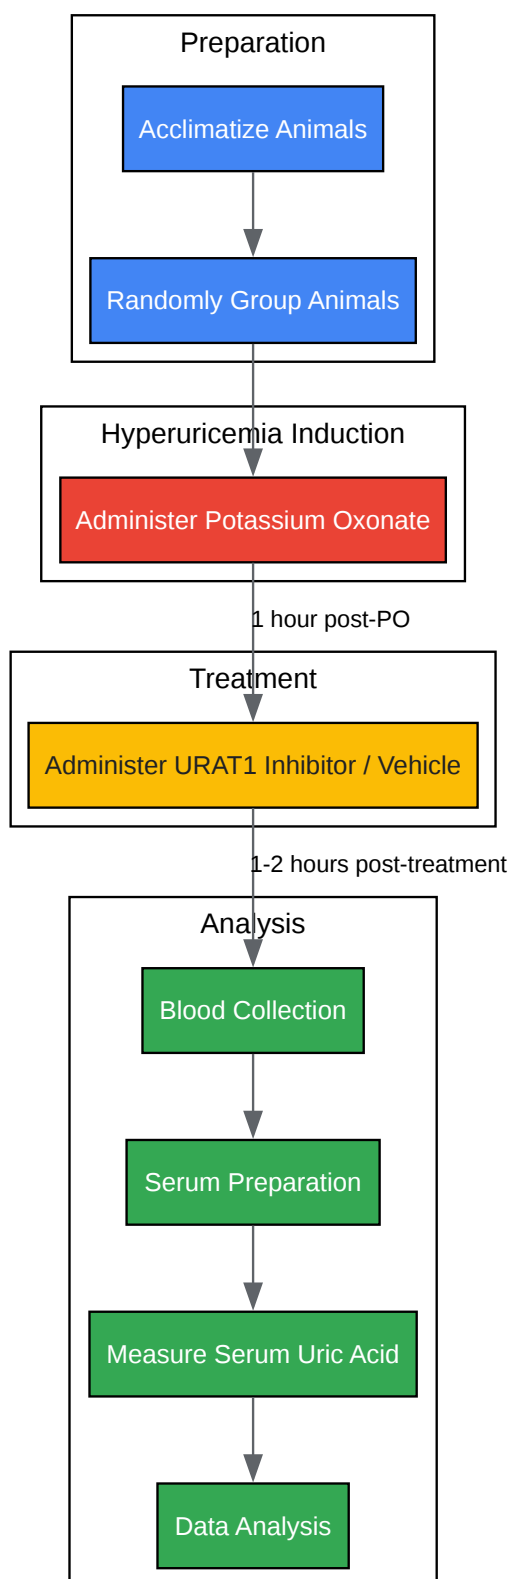 Preparation
Acclimatize Animals
Randomly Group Animals
Hyperuricemia Induction
Administer Potassium Oxonate
1 hour post-PO
Treatment
Administer URAT1 Inhibitor / Vehicle
1-2 hours post-treatment
Analysis
Blood Collection
Serum Preparation
Measure Serum Uric Acid
Data Analysis